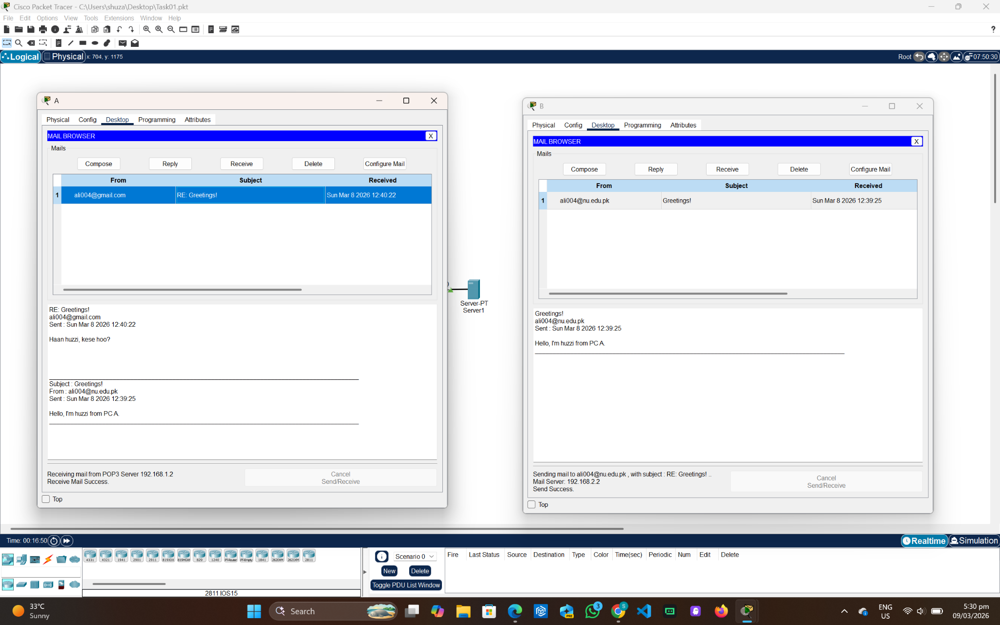 Cisco Packet Tracer - C:\Users\shuza\Desktop\Task01.pkt
File Edit Options View Tools Extensions Window Help
?
Logical Physical x: 704, y: 1175 Root 07:50:30
A
Physical Config Desktop Programming Attributes
MAIL BROWSER X
Mails
Compose Reply Receive Delete Configure Mail
From Subject Received
1 ali004@gmail.com RE: Greetings! Sun Mar 8 2026 12:40:22
RE: Greetings!
ali004@gmail.com
Sent : Sun Mar 8 2026 12:40:22
Haan huzzi, kese hoo?
Subject : Greetings!
From : ali004@nu.edu.pk
Sent : Sun Mar 8 2026 12:39:25
Hello, I'm huzzi from PC A.
Receiving mail from POP3 Server 192.168.1.2
Receive Mail Success.
Cancel
Send/Receive
Top
Server-PT
Server1
B
Physical Config Desktop Programming Attributes
MAIL BROWSER X
Mails
Compose Reply Receive Delete Configure Mail
From Subject Received
1 ali004@nu.edu.pk Greetings! Sun Mar 8 2026 12:39:25
Greetings!
ali004@nu.edu.pk
Sent : Sun Mar 8 2026 12:39:25
Hello, I'm huzzi from PC A.
Sending mail to ali004@nu.edu.pk , with subject : RE: Greetings! ..
Mail Server: 192.168.2.2
Send Success.
Cancel
Send/Receive
Top
Time: 00:16:50 Realtime Simulation
4331 4321 1941 2901 2911 819IOX 819HGW 829 1240 PT-Router PT-Empty 1841 2620XM 2621XM 2811
2811 IOS15
Scenario 0
New Delete
Toggle PDU List Window
Fire Last Status Source Destination Type Color Time(sec) Periodic Num Edit Delete
33°C
Sunny
Search
PRE
3
S
ENG
US
5:30 pm
09/03/2026